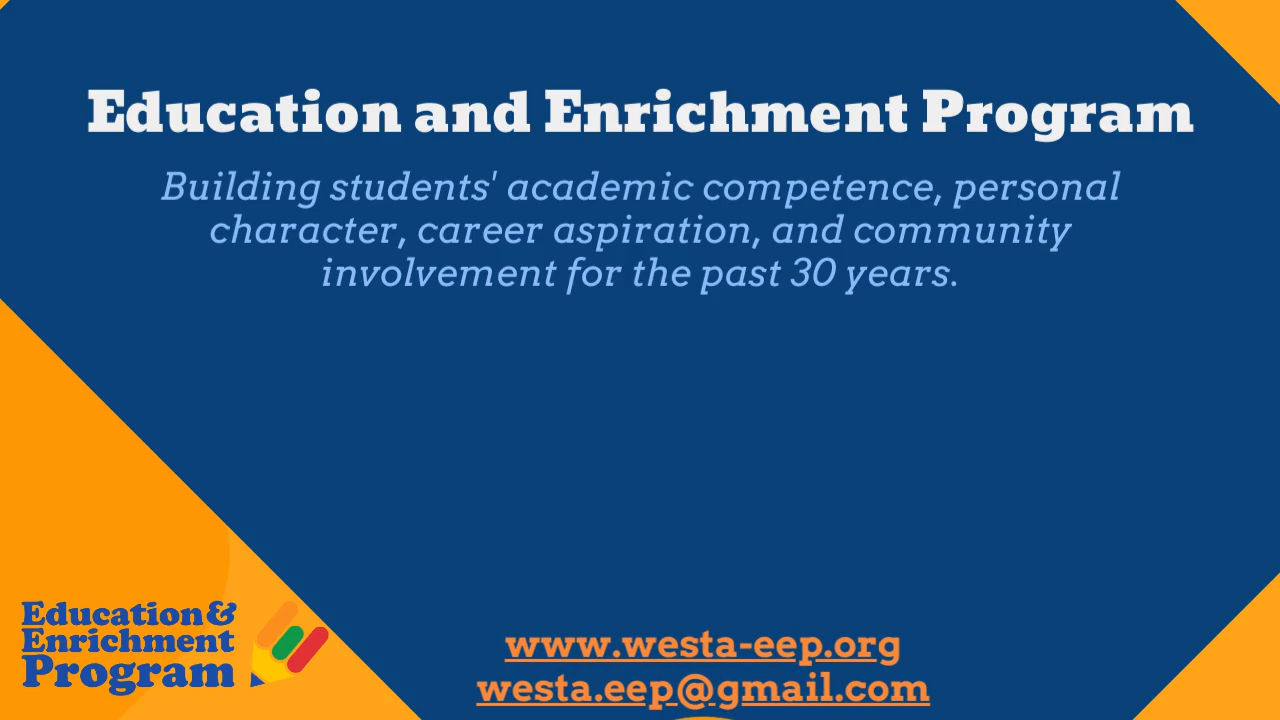 Education and Enrichment Program
Building students' academic competence, personal
character, career aspiration, and community
involvement for the past 30 years.
Education&
Enrichment
Program
www.westa-eep.org
westa.eep@gmail.com